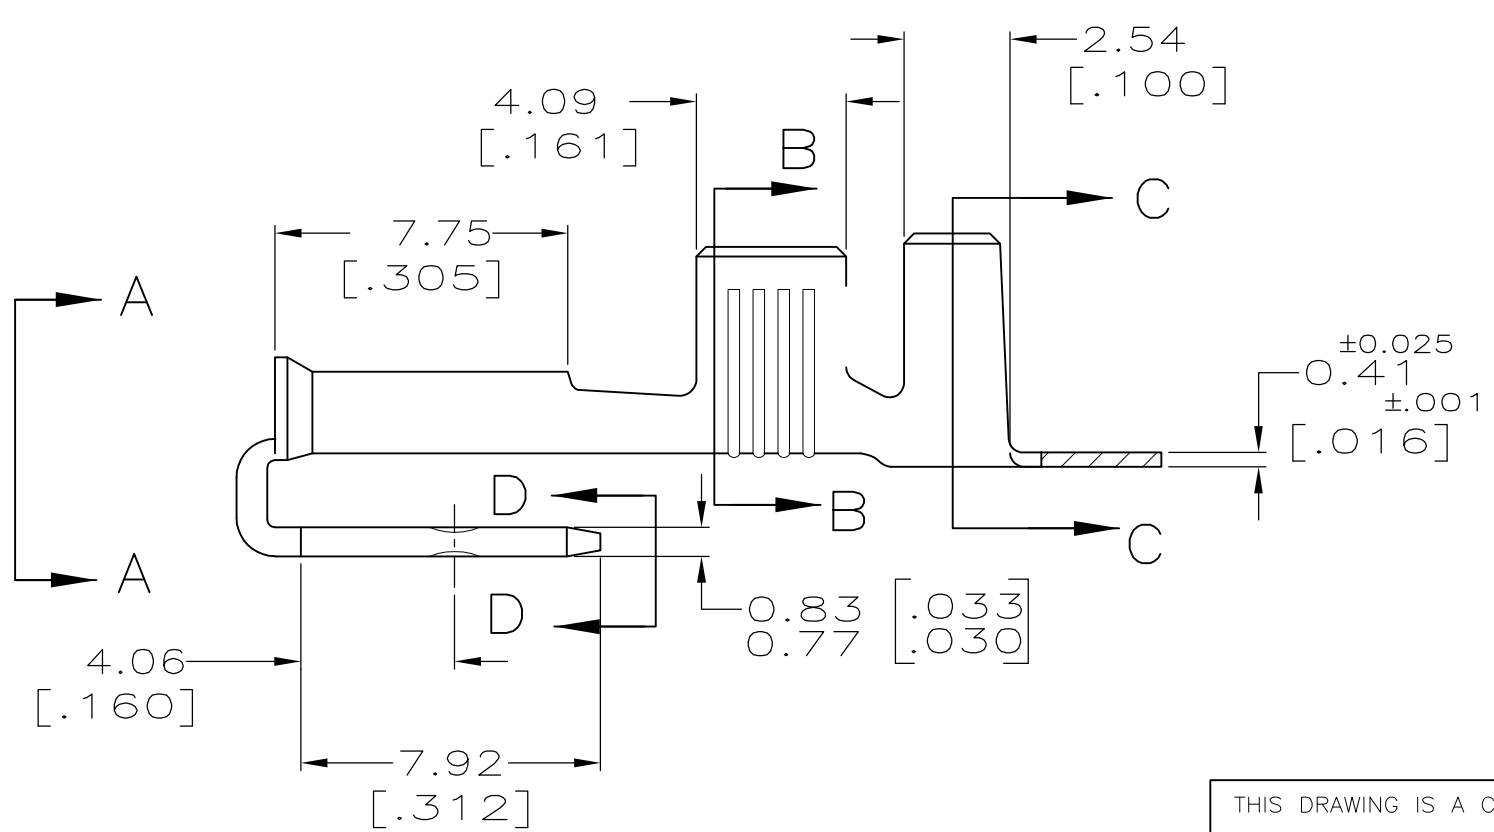 2.54
[.100]
4.09
[.161]
B
C
7.75
[.305]
A
±0.025
0.41
±.001
[.016]
D
B
C
A
D
0.83 [.033
0.77 .030]
4.06
[.160]
7.92
[.312]
THIS DRAWING IS A